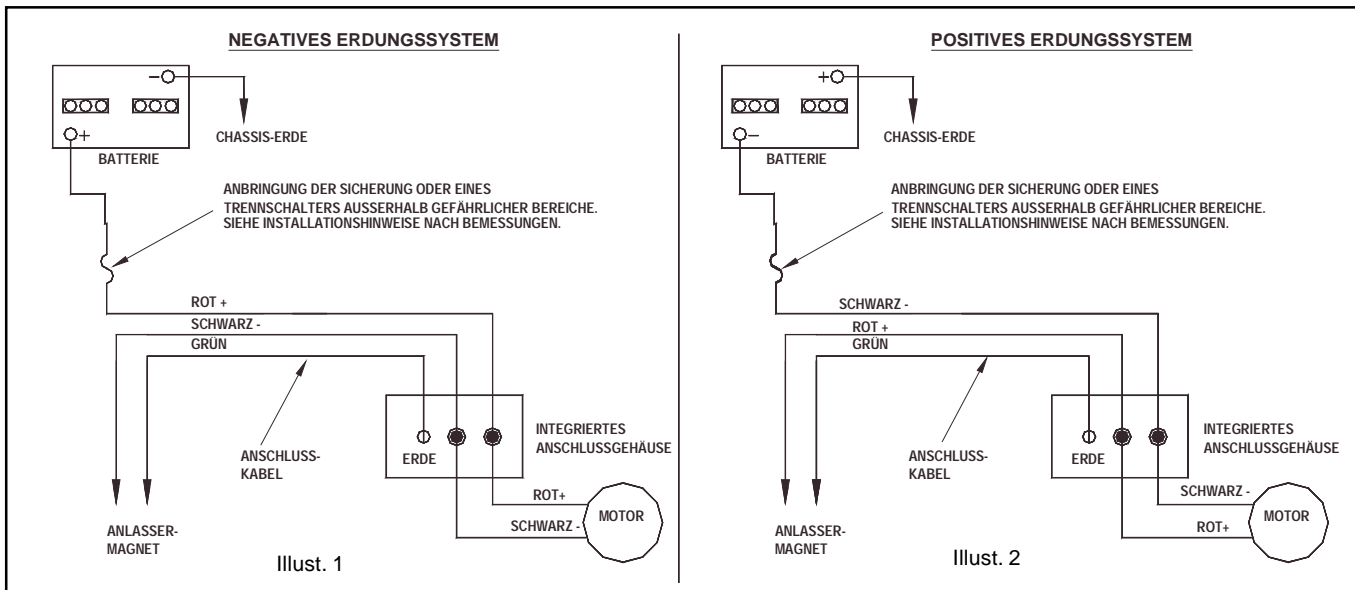 NEGATIVES ERDUNGSSYSTEM
–
+
BATTERIE
CHASSIS-ERDE
ANBRINGUNG DER SICHERUNG ODER EINES
TRENNSCHALTERS AUSSERHALB GEFÄHRLICHER BEREICHE.
SIEHE INSTALLATIONSHINWEISE NACH BEMESSUNGEN.
ROT +
SCHWARZ -
GRÜN
ANSCHLUSS-
KABEL
ERDE
INTEGRIERTES
ANSCHLUSSGEHÄUSE
ROT+
SCHWARZ -
MOTOR
ANLASSER-
MAGNET
Illust. 1
POSITIVES ERDUNGSSYSTEM
+
–
BATTERIE
CHASSIS-ERDE
ANBRINGUNG DER SICHERUNG ODER EINES
TRENNSCHALTERS AUSSERHALB GEFÄHRLICHER BEREICHE.
SIEHE INSTALLATIONSHINWEISE NACH BEMESSUNGEN.
SCHWARZ -
ROT +
GRÜN
ANSCHLUSS-
KABEL
ERDE
INTEGRIERTES
ANSCHLUSSGEHÄUSE
SCHWARZ -
ROT+
MOTOR
ANLASSER-
MAGNET
Illust. 2